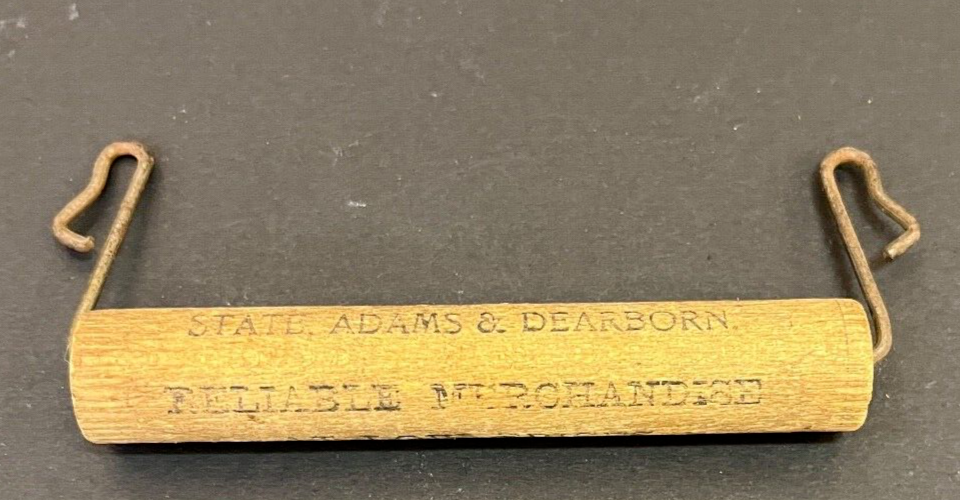 STATE, ADAMS & DEARBORN.
RELIABLE MERCHANDISE